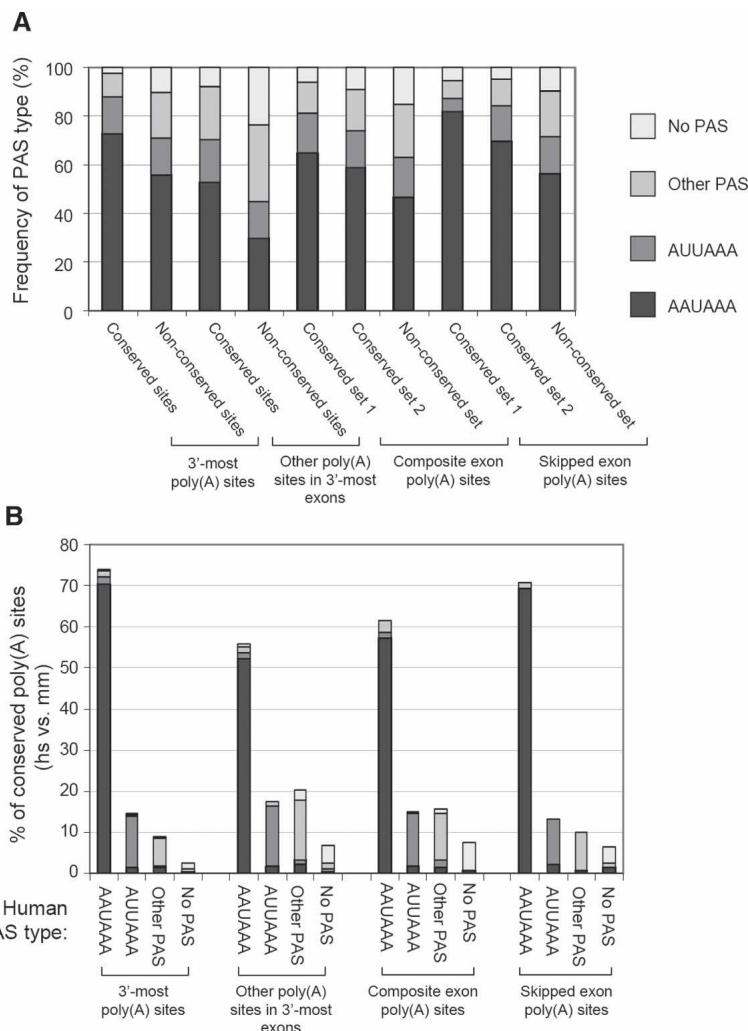 A
Frequency of PAS type (%)
100
80
60
40
20
0
No PAS
Other PAS
AUUAAA
AAUAAA
Conserved sites
Non-conserved sites
Conserved sites
Non-conserved sites
Conserved set 1
Conserved set 2
Non-conserved set
Conserved set 1
Conserved set 2
Non-conserved set
3'-most
poly(A) sites
Other poly(A)
sites in 3'-most
exons
Composite exon
poly(A) sites
Skipped exon
poly(A) sites
B
% of conserved poly(A) sites
(hs vs. mm)
80
70
60
50
40
30
20
10
0
Human
AS type:
AAUAAA
AUUAAA
Other PAS
No PAS
AAUAAA
AUUAAA
Other PAS
No PAS
AAUAAA
AUUAAA
Other PAS
No PAS
AAUAAA
AUUAAA
Other PAS
No PAS
3'-most
poly(A) sites
Other poly(A)
sites in 3'-most
exons
Composite exon
poly(A) sites
Skipped exon
poly(A) sites